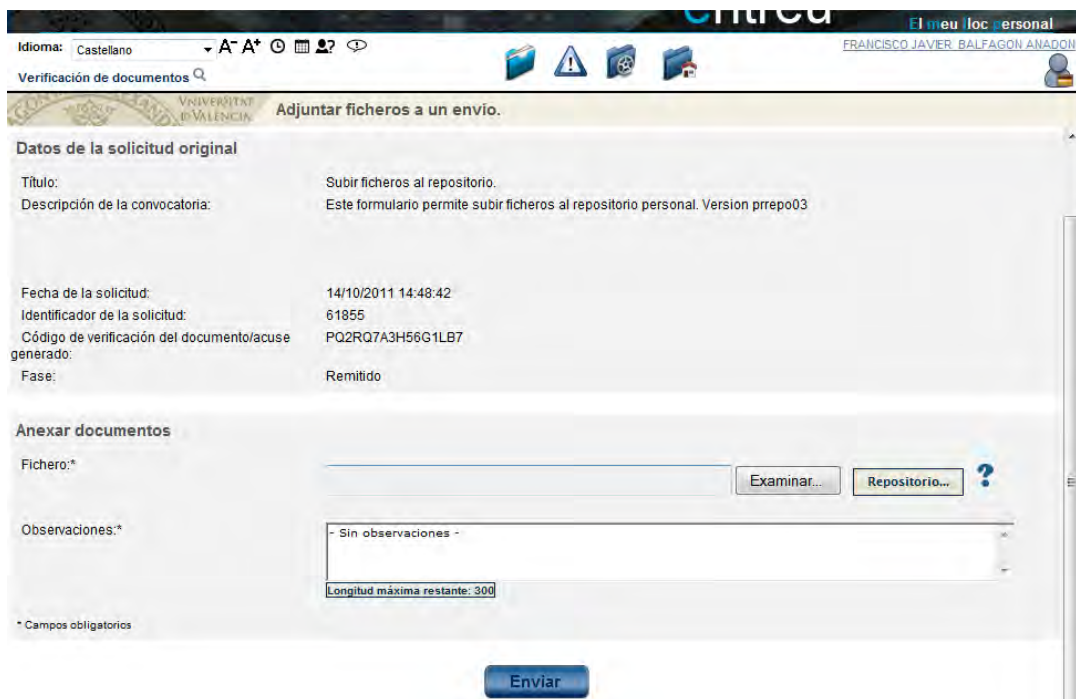 entreu
El meu lloc personal
Idioma: Castellano A- A+ ?
FRANCISCO JAVIER BALFAGON ANADON
Verificación de documentos
VNIVERSITAT
D VALENCIA
Adjuntar ficheros a un envío.
Datos de la solicitud original
Título: Subir ficheros al repositorio.
Descripción de la convocatoria: Este formulario permite subir ficheros al repositorio personal. Version prrepo03
Fecha de la solicitud: 14/10/2011 14:48:42
Identificador de la solicitud: 61855
Código de verificación del documento/acuse PQ2RQ7A3H56G1LB7
generado:
Fase: Remitido
Anexar documentos
Fichero:* Examinar... Repositorio... ?
Observaciones:* - Sin observaciones -
Longitud máxima restante: 300
* Campos obligatorios
Enviar